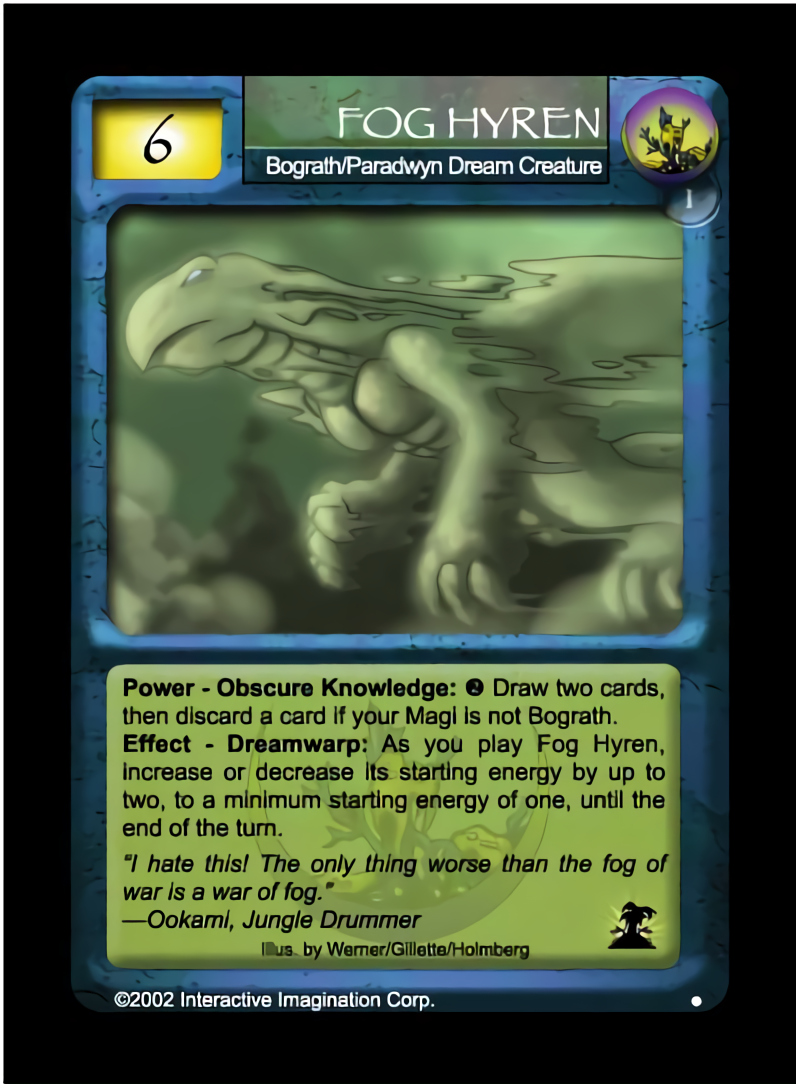 6
FOG HYREN
Bograth/Paradwyn Dream Creature
1
Power - Obscure Knowledge: ❷ Draw two cards,
then discard a card if your Magi is not Bograth.
Effect - Dreamwarp: As you play Fog Hyren,
increase or decrease its starting energy by up to
two, to a minimum starting energy of one, until the
end of the turn.
"I hate this! The only thing worse than the fog of
war is a war of fog."
—Ookami, Jungle Drummer
Illus. by Werner/Gillette/Holmberg
©2002 Interactive Imagination Corp.